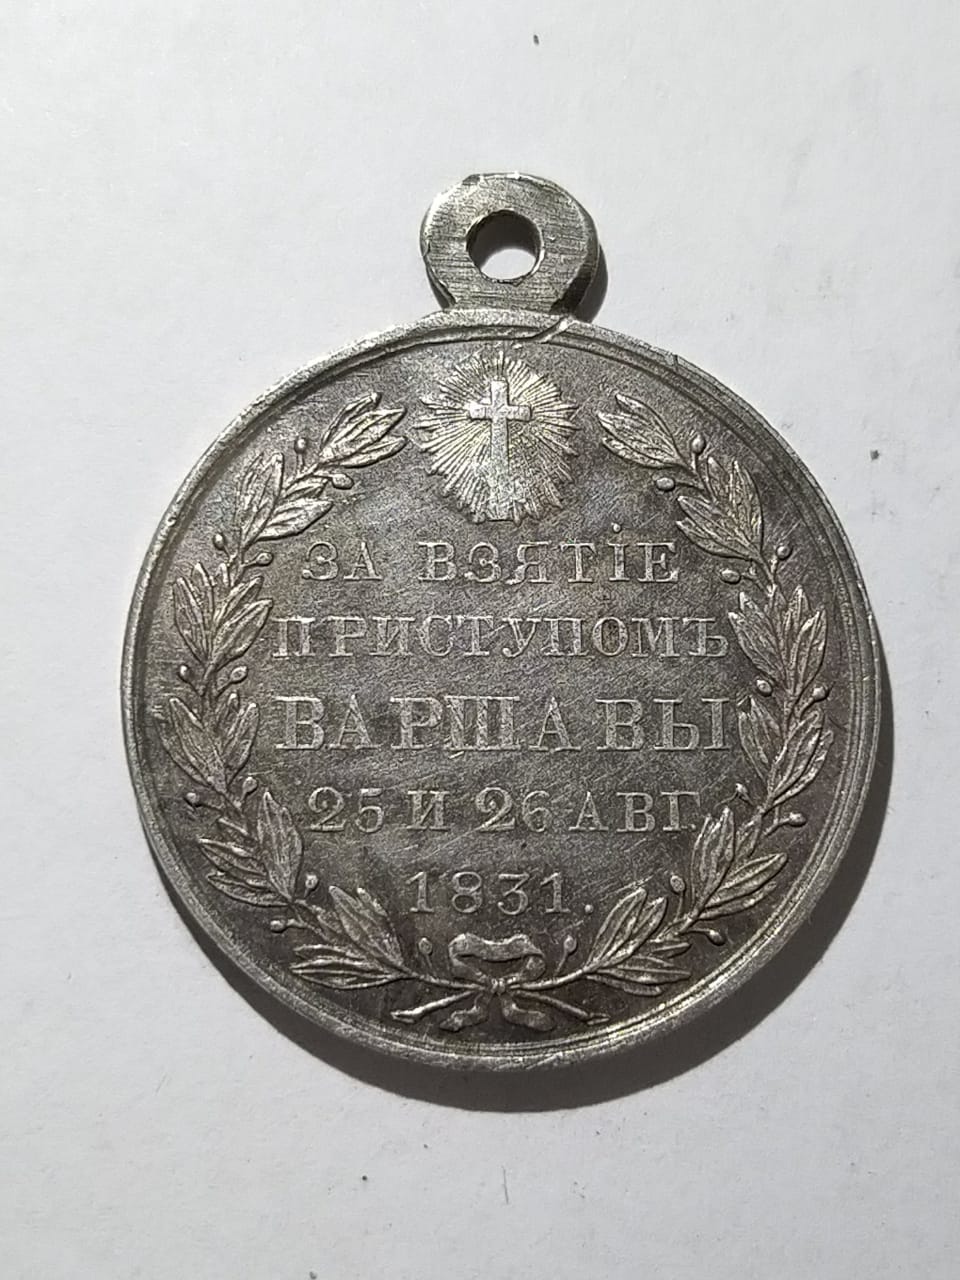 ЗА ВЗЯТІЕ
ПРИСТУПОМЪ
ВАРШАВЫ
25 И 26 АВГ.
1831.